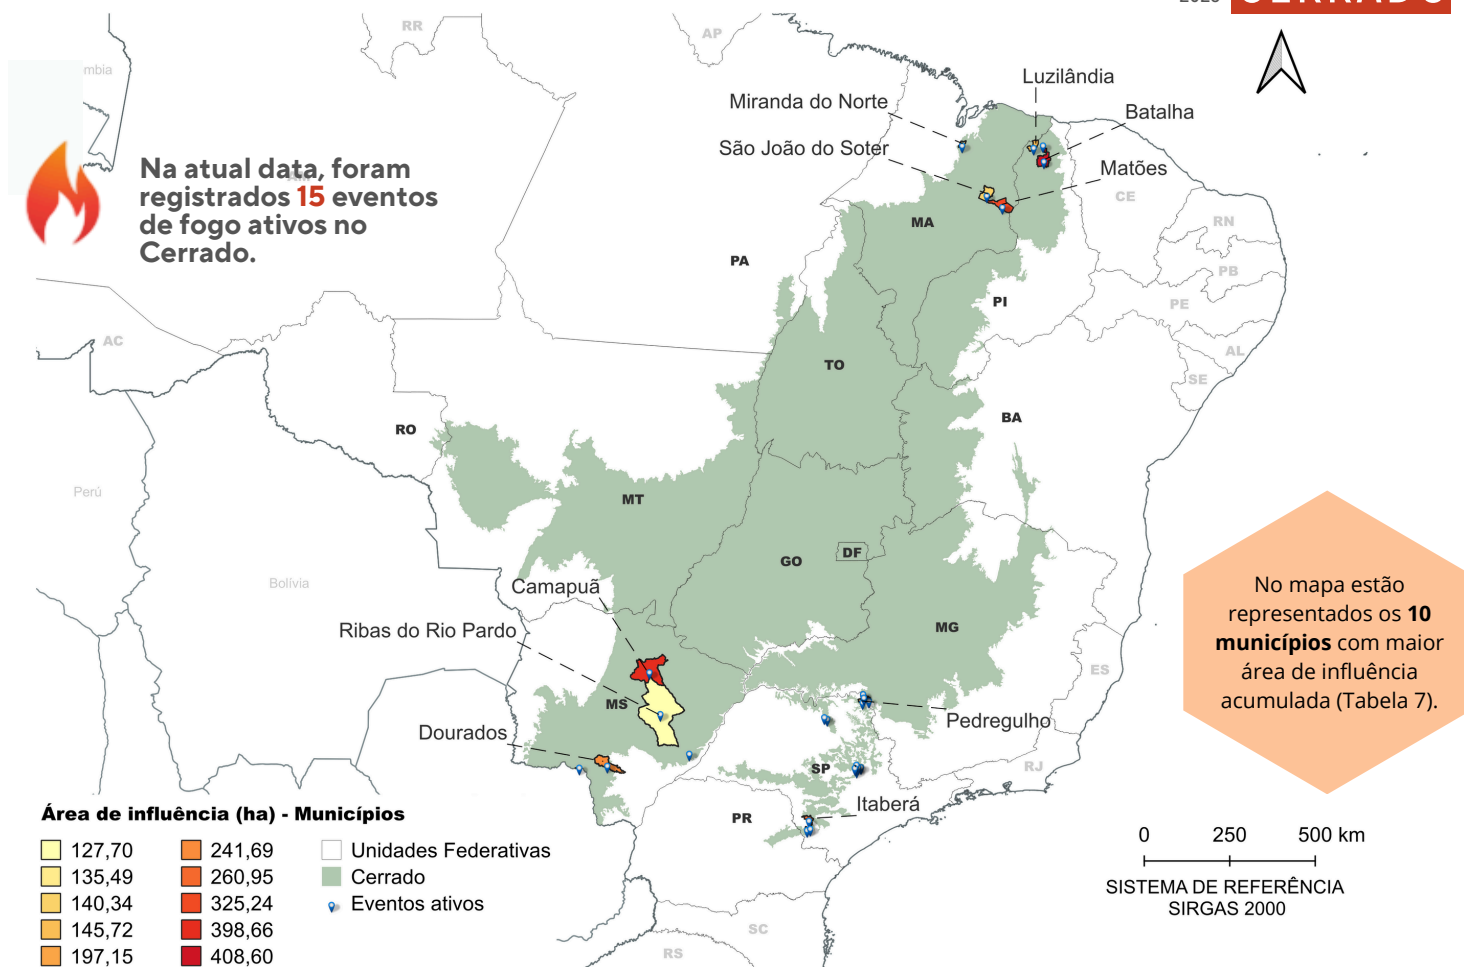 RR
AP
mbia
Luzilândia
Miranda do Norte
Batalha
São João do Soter
Matões
Na atual data, foram
registrados 15 eventos
de fogo ativos no
Cerrado.
CE
MA
RN
PA
PB
PI
PE
AC
AL
TO
SE
RO
BA
Perú
MT
DF
GO
Bolívia
Camapuã
Ribas do Rio Pardo
MG
No mapa estão
representados os 10
municípios com maior
área de influência
acumulada (Tabela 7).
ES
MS
Pedregulho
Dourados
SP
RJ
Itaberá
PR
Área de influência (ha) - Municípios
127,70
135,49
140,34
145,72
197,15
241,69
260,95
325,24
398,66
408,60
Unidades Federativas
Cerrado
Eventos ativos
0 250 500 km
SISTEMA DE REFERÊNCIA
SIRGAS 2000
SC
RS